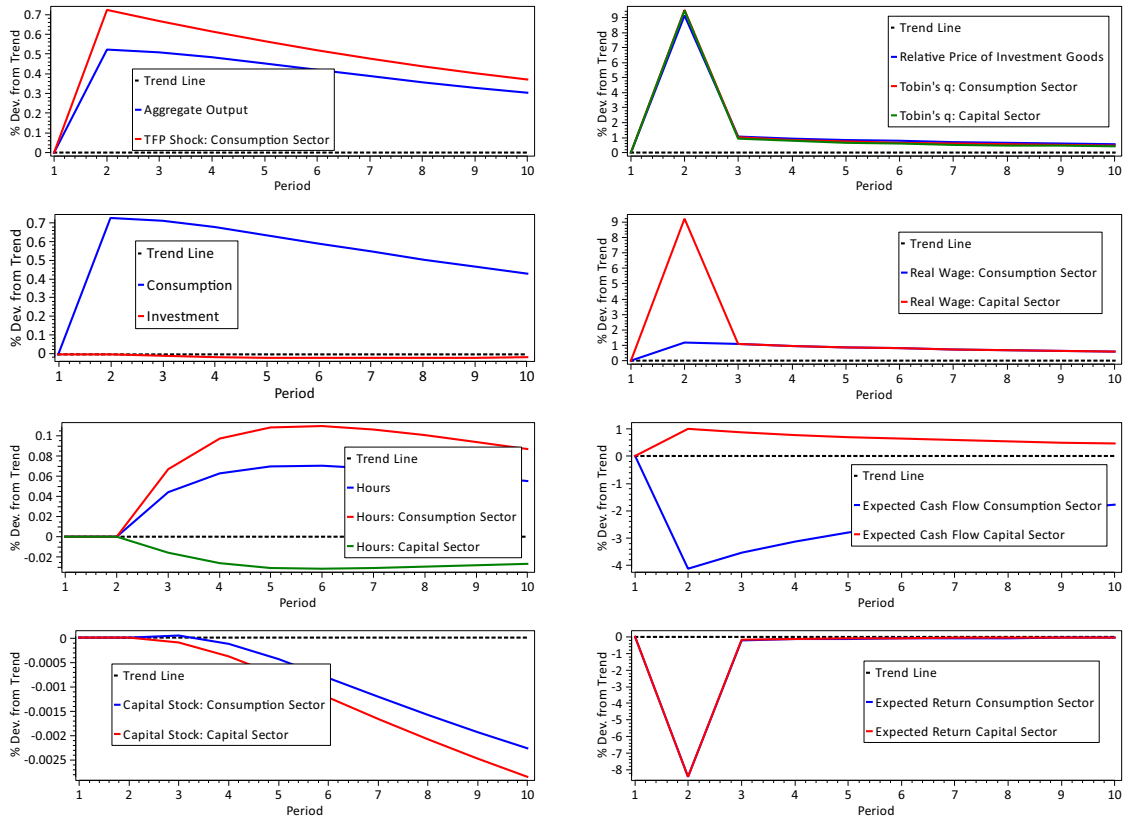 % Dev. from Trend
0.7
0.6
0.5
0.4
0.3
0.2
0.1
0
Trend Line
Aggregate Output
TFP Shock: Consumption Sector
1 2 3 4 5 6 7 8 9 10
Period
% Dev. from Trend
9
8
7
6
5
4
3
2
1
0
Trend Line
Relative Price of Investment Goods
Tobin's q: Consumption Sector
Tobin's q: Capital Sector
1 2 3 4 5 6 7 8 9 10
Period
% Dev. from Trend
0.7
0.6
0.5
0.4
0.3
0.2
0.1
0
Trend Line
Consumption
Investment
1 2 3 4 5 6 7 8 9 10
Period
% Dev. from Trend
9
8
7
6
5
4
3
2
1
0
Trend Line
Real Wage: Consumption Sector
Real Wage: Capital Sector
1 2 3 4 5 6 7 8 9 10
Period
% Dev. from Trend
0.1
0.08
0.06
0.04
0.02
0
-0.02
Trend Line
Hours
Hours: Consumption Sector
Hours: Capital Sector
1 2 3 4 5 6 7 8 9 10
Period
% Dev. from Trend
1
0
-1
-2
-3
-4
Trend Line
Expected Cash Flow Consumption Sector
Expected Cash Flow Capital Sector
1 2 3 4 5 6 7 8 9 10
Period
% Dev. from Trend
0
-0.0005
-0.001
-0.0015
-0.002
-0.0025
Trend Line
Capital Stock: Consumption Sector
Capital Stock: Capital Sector
1 2 3 4 5 6 7 8 9 10
Period
% Dev. from Trend
0
-1
-2
-3
-4
-5
-6
-7
-8
Trend Line
Expected Return Consumption Sector
Expected Return Capital Sector
1 2 3 4 5 6 7 8 9 10
Period